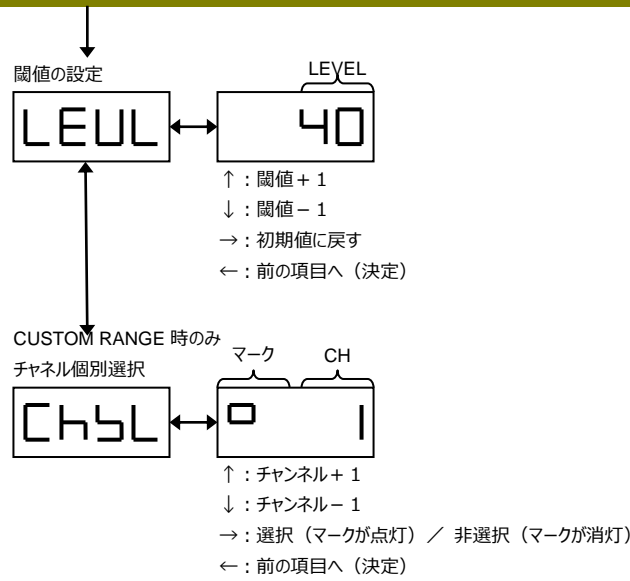 閾値の設定
LEVEL
LEUL
40
↑：閾値＋１
↓：閾値－１
→：初期値に戻す
←：前の項目へ（決定）
CUSTOM RANGE 時のみ
チャネル個別選択
マーク
CH
ChSL
1
↑：チャンネル＋１
↓：チャンネル－１
→：選択（マークが点灯）／ 非選択（マークが消灯）
←：前の項目へ（決定）